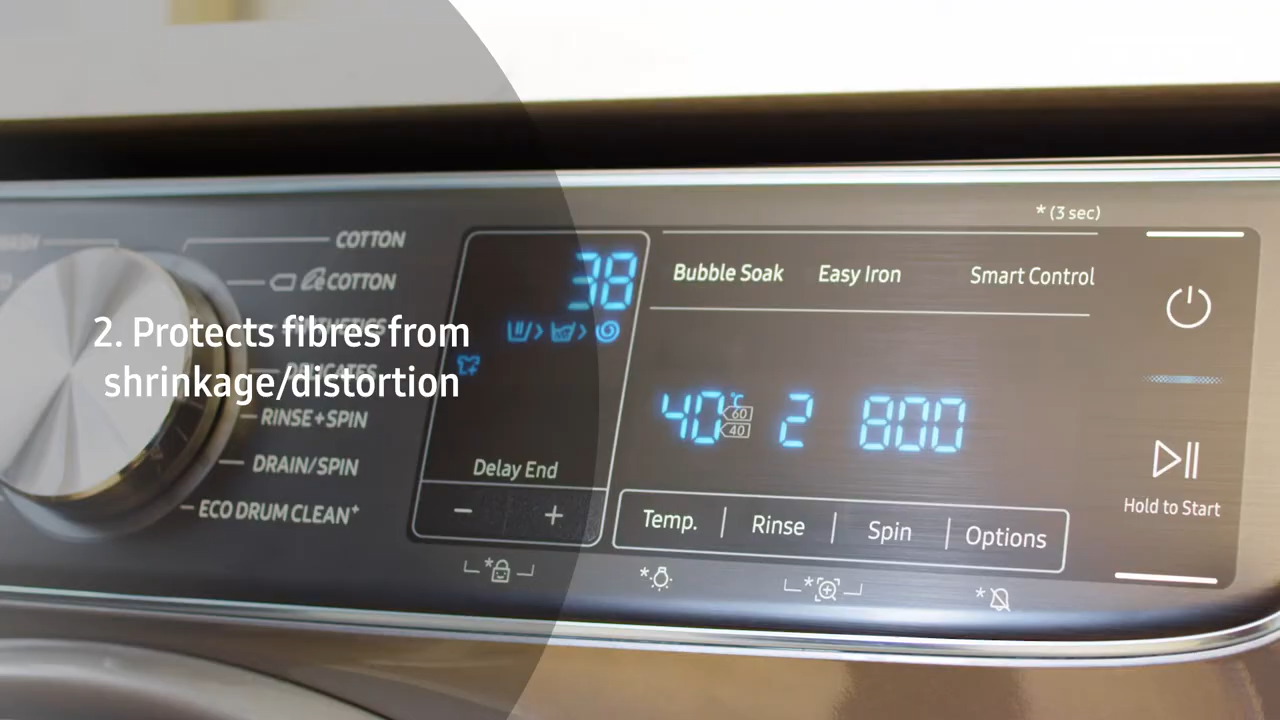 * (3 sec)
COTTON
e COTTON
SYNTHETICS
DELICATES
RINSE+SPIN
DRAIN/SPIN
ECO DRUM CLEAN+
2. Protects fibres from
shrinkage/distortion
38
Delay End
− +
Bubble Soak Easy Iron Smart Control
40 °C 60 40 2 800
Temp. Rinse Spin Options
Hold to Start
* * * *